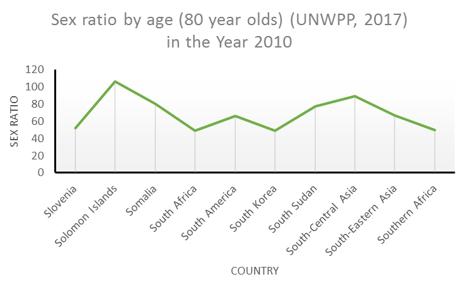 Sex ratio by age (80 year olds) (UNWPP, 2017)
in the Year 2010
120
100
80
60
40
20
0
SEX RATIO
Slovenia
Solomon Islands
Somalia
South Africa
South America
South Korea
South Sudan
South-Central Asia
South-Eastern Asia
Southern Africa
COUNTRY